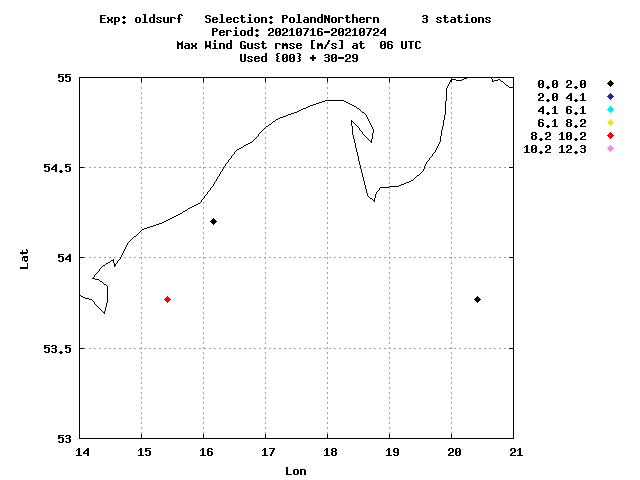 Exp: oldsurf   Selection: PolandNorthern      3 stations
Period: 20210716-20210724
Max Wind Gust rmse [m/s] at  06 UTC
Used {00} + 30-29
55
54.5
54
53.5
53
Lat
14 15 16 17 18 19 20 21
Lon
0.0 2.0
2.0 4.1
4.1 6.1
6.1 8.2
8.2 10.2
10.2 12.3